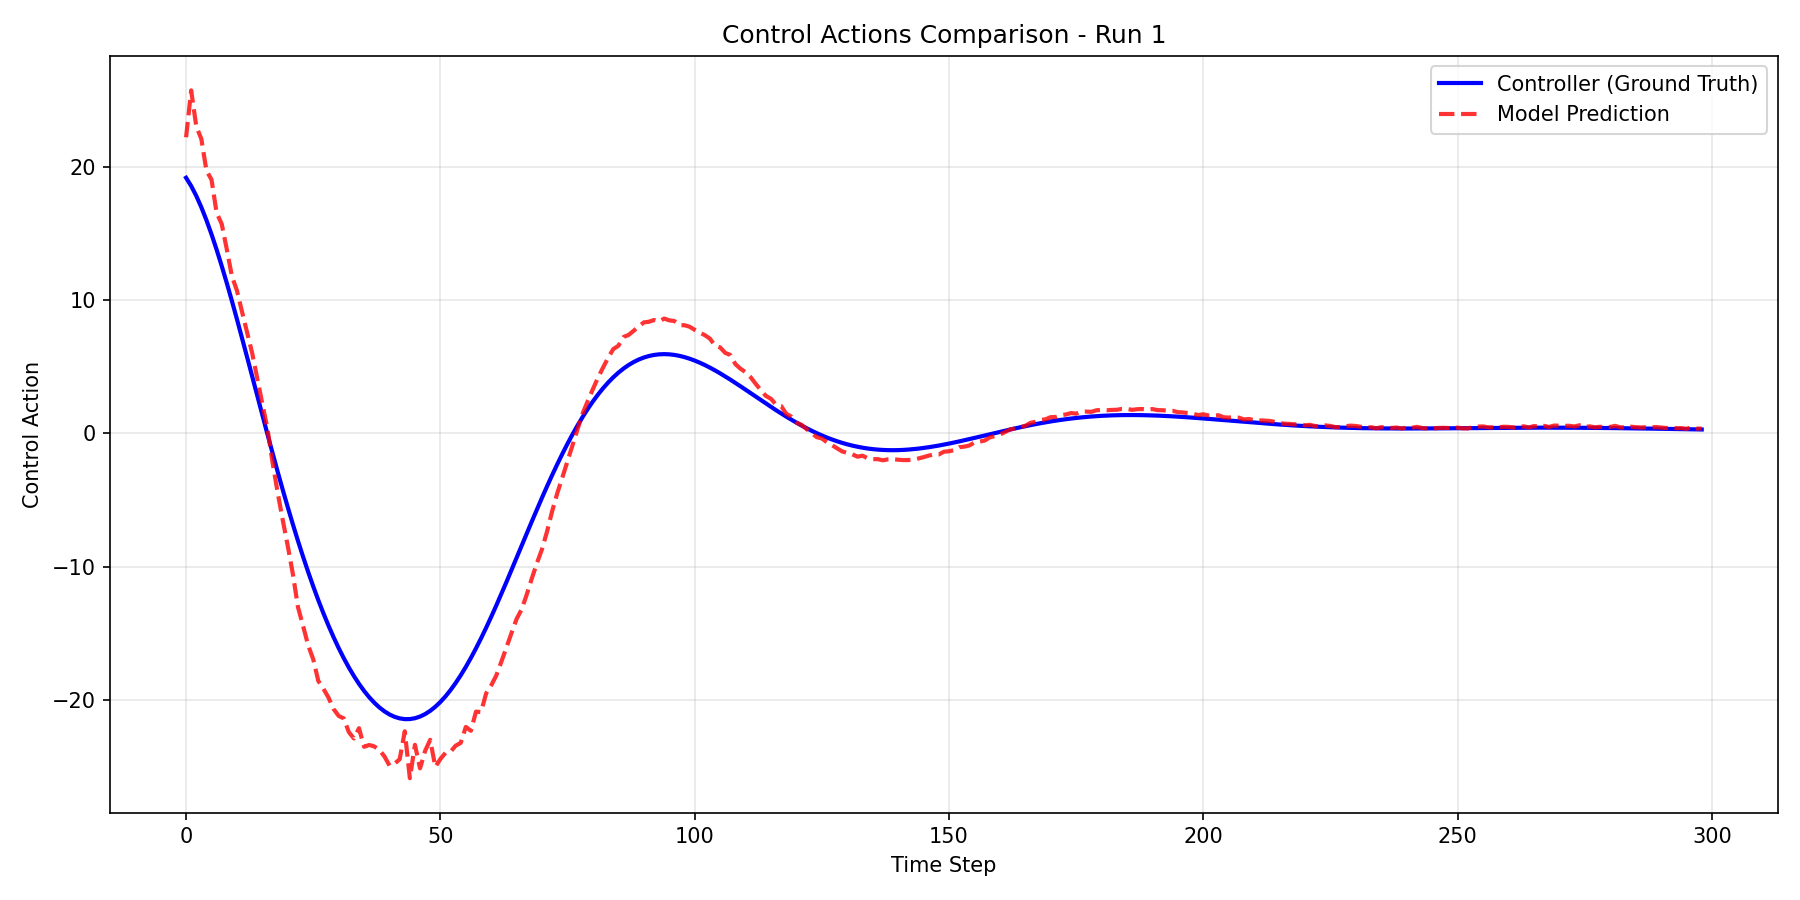 Control Actions Comparison - Run 1
Controller (Ground Truth)
Model Prediction
Control Action
20
10
0
−10
−20
0
50
100
150
200
250
300
Time Step